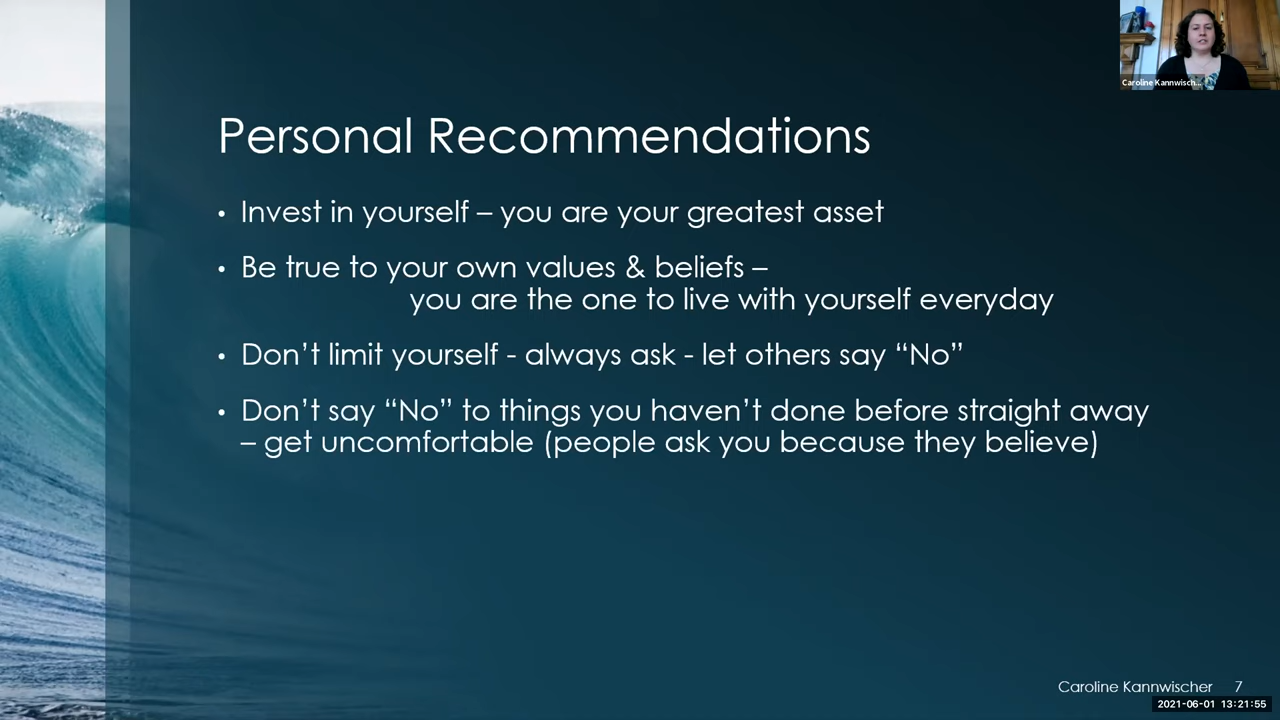 Caroline Kannwisch...
Personal Recommendations
• Invest in yourself – you are your greatest asset
• Be true to your own values & beliefs –
you are the one to live with yourself everyday
• Don’t limit yourself - always ask - let others say “No”
• Don’t say “No” to things you haven’t done before straight away
– get uncomfortable (people ask you because they believe)
Caroline Kannwischer 7
2021-06-01 13:21:55